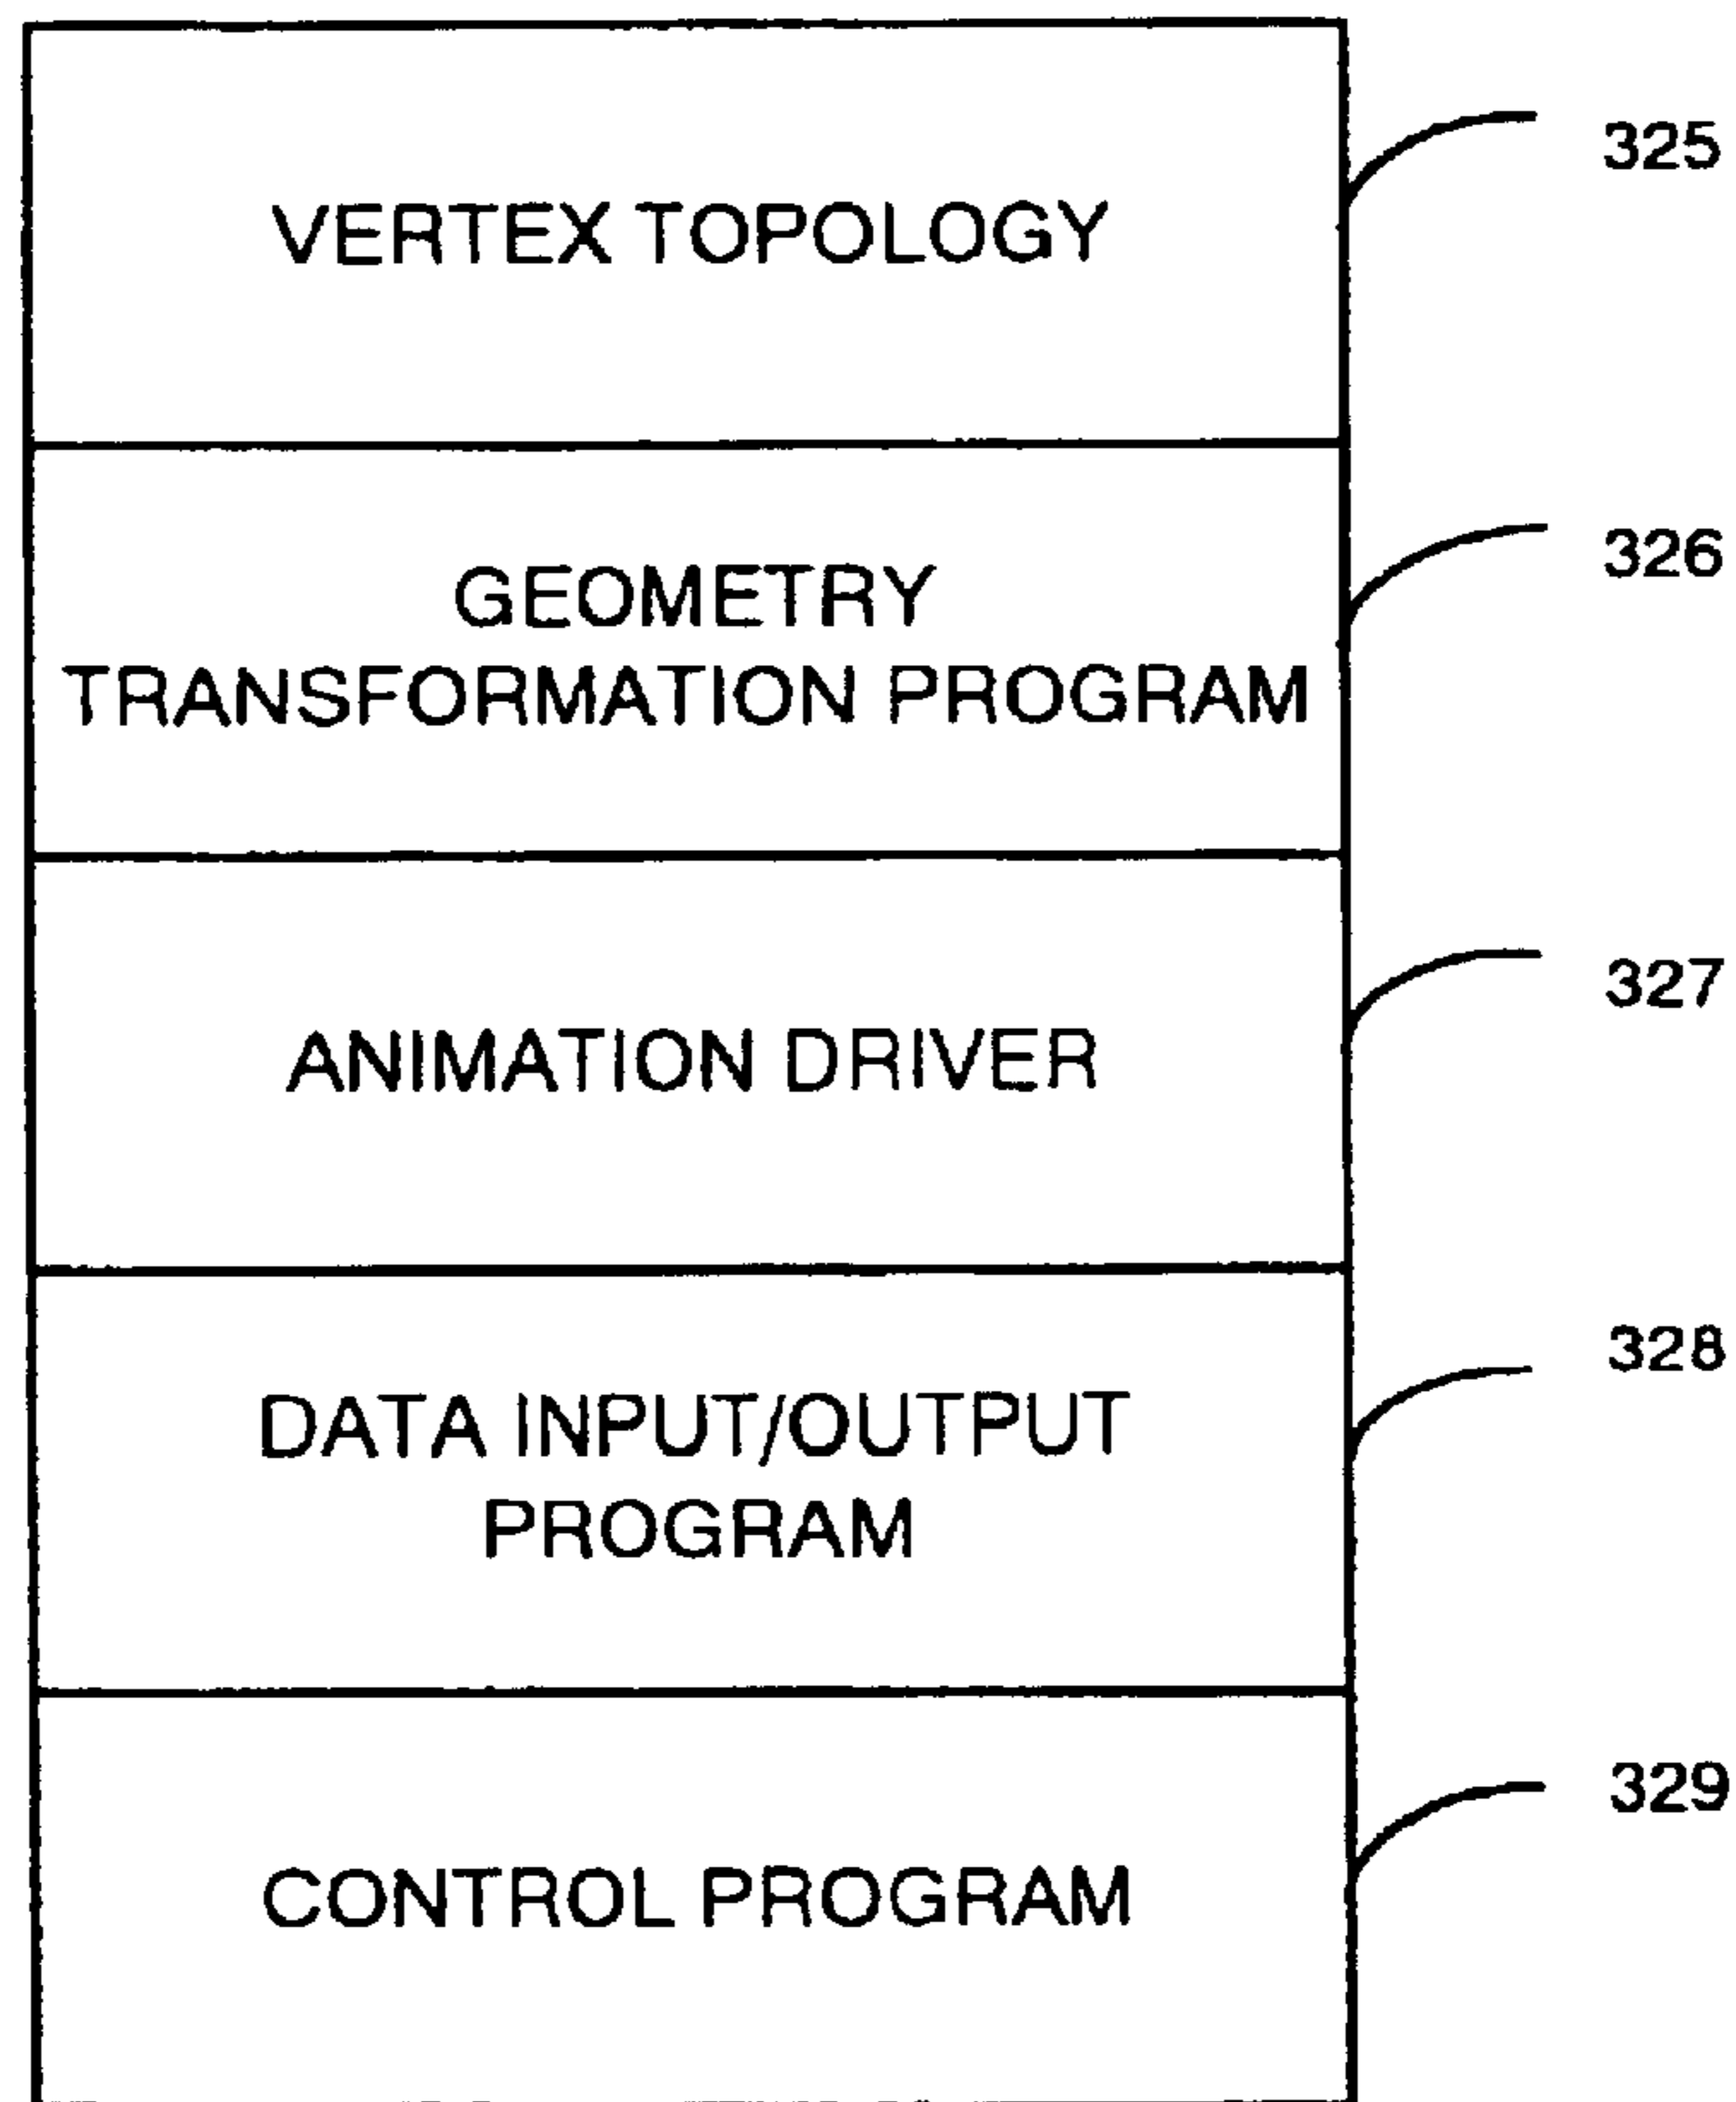 VERTEX TOPOLOGY
325
GEOMETRY
TRANSFORMATION PROGRAM
326
ANIMATION DRIVER
327
DATA INPUT/OUTPUT
PROGRAM
328
CONTROL PROGRAM
329